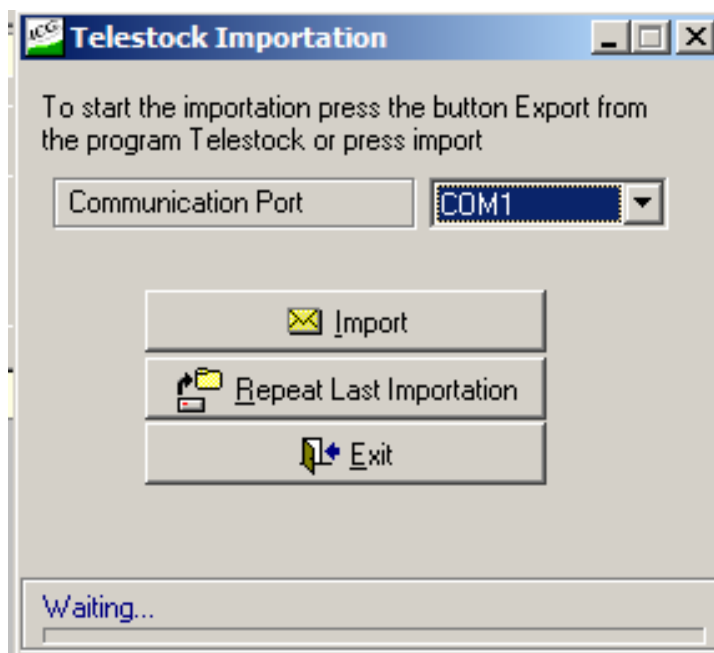 ICG Telestock Importation
To start the importation press the button Export from
the program Telestock or press import
Communication Port COM1
Import
Repeat Last Importation
Exit
Waiting...